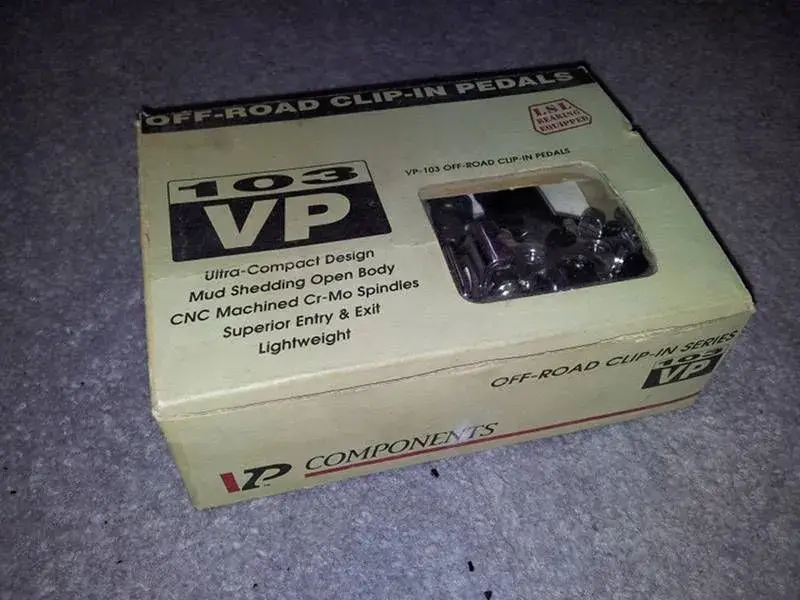 OFF-ROAD CLIP-IN PEDALS
L.S.L.
BEARING
EQUIPPED
VP-103 OFF-ROAD CLIP-IN PEDALS
103
VP
Ultra-Compact Design
Mud Shedding Open Body
CNC Machined Cr-Mo Spindles
Superior Entry & Exit
Lightweight
OFF-ROAD CLIP-IN SERIES
103
VP
VP COMPONENTS